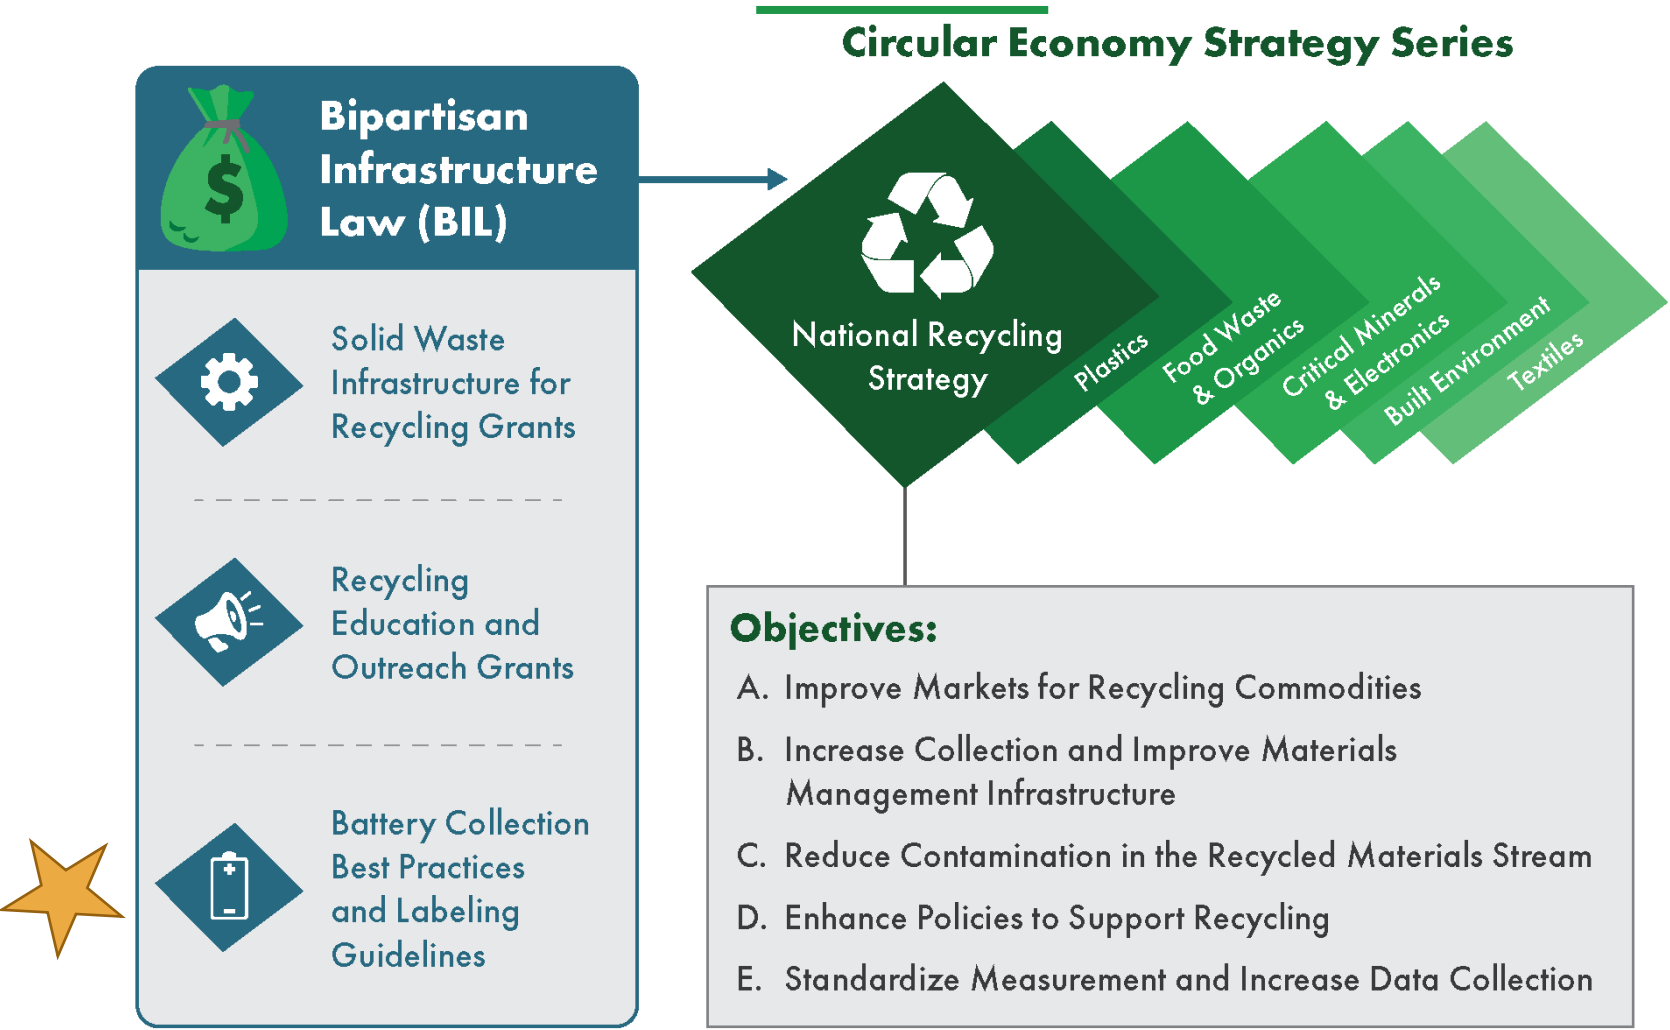 Circular Economy Strategy Series
$
Bipartisan
Infrastructure
Law (BIL)
Solid Waste
Infrastructure for
Recycling Grants
Recycling
Education and
Outreach Grants
Battery Collection
Best Practices
and Labeling
Guidelines
National Recycling
Strategy
Plastics
Food Waste
& Organics
Critical Minerals
& Electronics
Built Environment
Textiles
Objectives:
A. Improve Markets for Recycling Commodities
B. Increase Collection and Improve Materials
Management Infrastructure
C. Reduce Contamination in the Recycled Materials Stream
D. Enhance Policies to Support Recycling
E. Standardize Measurement and Increase Data Collection